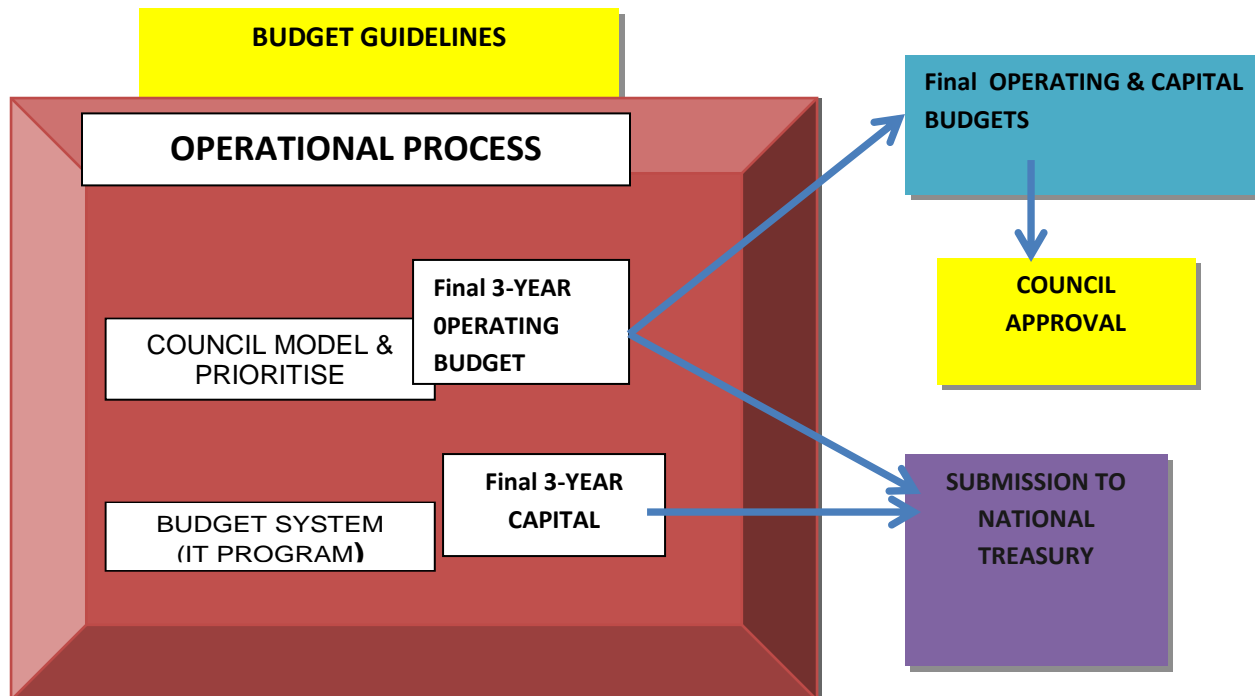 BUDGET GUIDELINES
OPERATIONAL PROCESS
COUNCIL MODEL &
PRIORITISE
Final 3-YEAR
0PERATING
BUDGET
BUDGET SYSTEM
(IT PROGRAM)
Final 3-YEAR
CAPITAL
Final OPERATING & CAPITAL
BUDGETS
COUNCIL
APPROVAL
SUBMISSION TO
NATIONAL
TREASURY